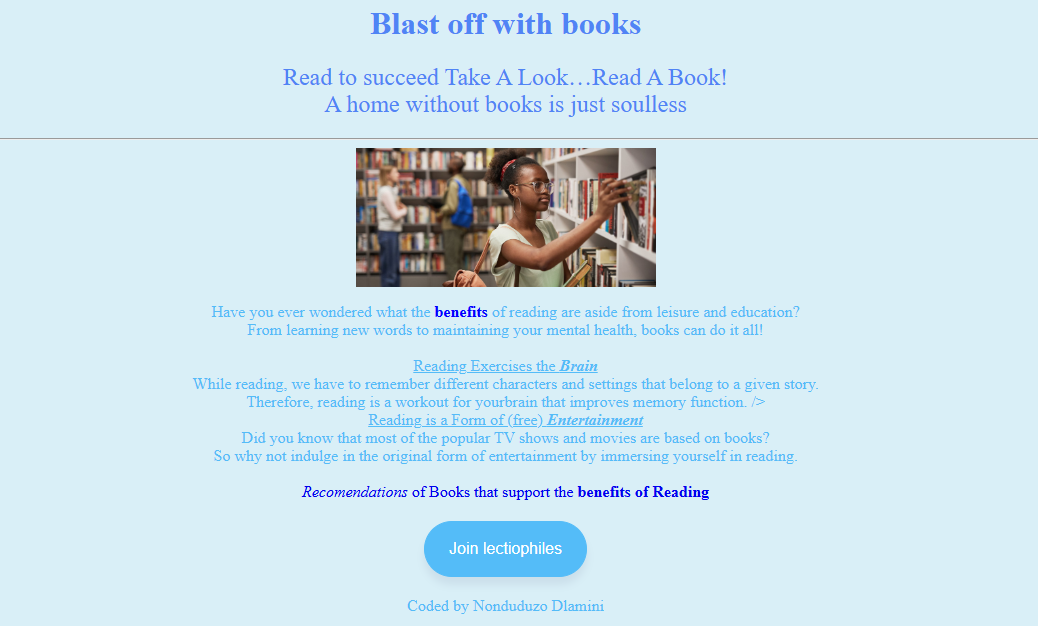 Blast off with books
Read to succeed Take A Look…Read A Book!
A home without books is just soulless
Have you ever wondered what the benefits of reading are aside from leisure and education?
From learning new words to maintaining your mental health, books can do it all!
Reading Exercises the Brain
While reading, we have to remember different characters and settings that belong to a given story.
Therefore, reading is a workout for yourbrain that improves memory function. />
Reading is a Form of (free) Entertainment
Did you know that most of the popular TV shows and movies are based on books?
So why not indulge in the original form of entertainment by immersing yourself in reading.
Recomendations of Books that support the benefits of Reading
Join lectiophiles
Coded by Nonduduzo Dlamini